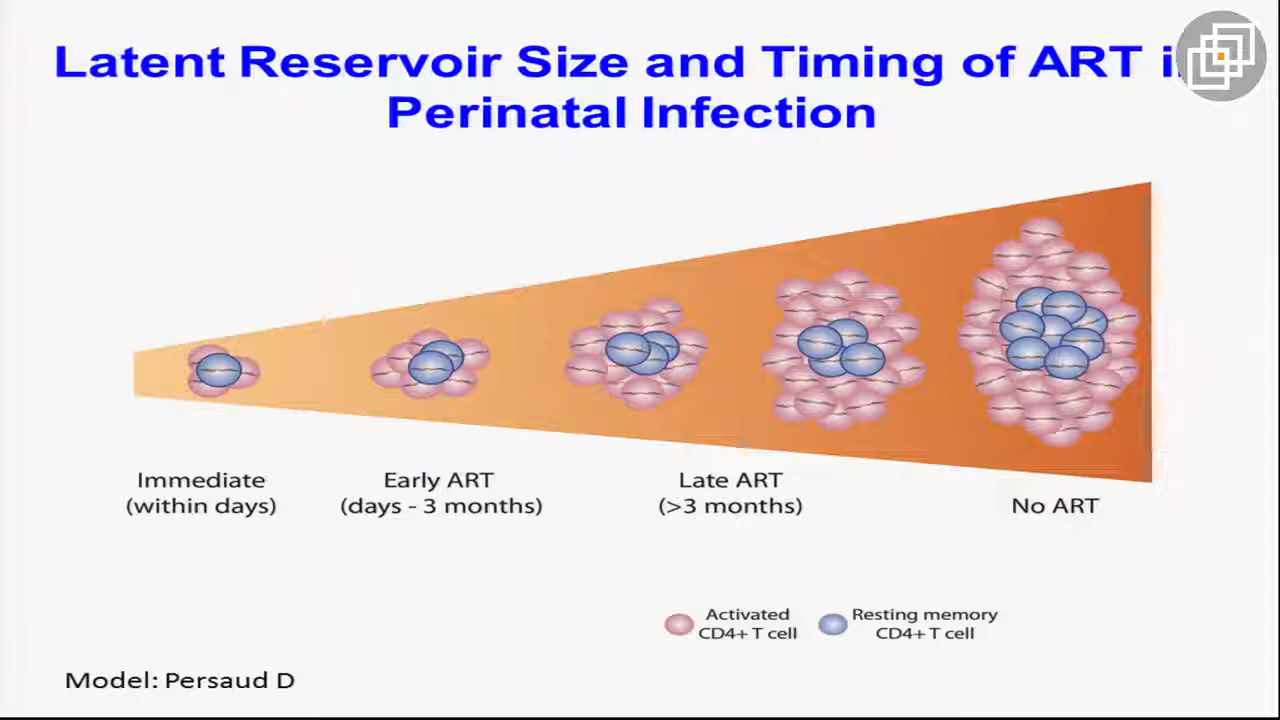 Latent Reservoir Size and Timing of ART
Perinatal Infection
Immediate
(within days)
Early ART
(days - 3 months)
Late ART
(>3 months)
No ART
Activated
CD4+ T cell
Resting memory
CD4+ T cell
Model: Persaud D